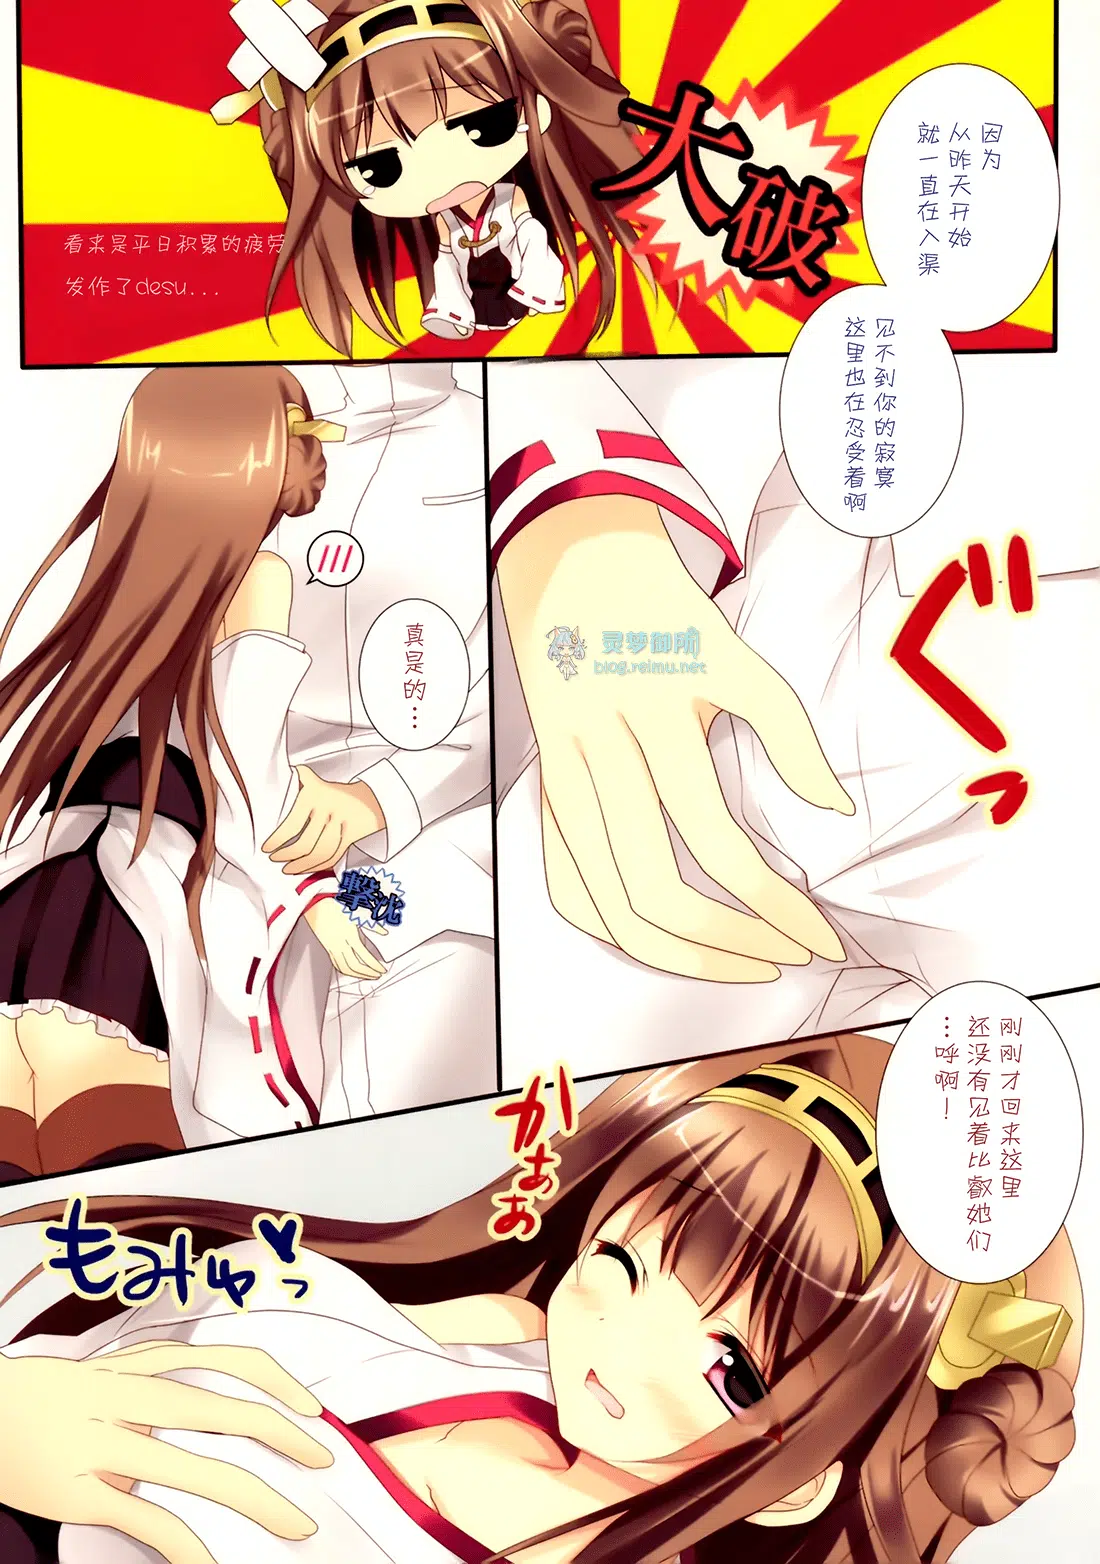 因为
从昨天开始
就一直在入渠
见不到你的寂寞
这里也在忍受着啊
大破
看来是平日积累的疲劳
发作了desu...
ぐっ
灵梦御所
blog.reimu.net
真是的…
撃沈
刚刚才回来这里
还没有见着比叡她们
…呼啊！
かぁぁ
もみゅっ